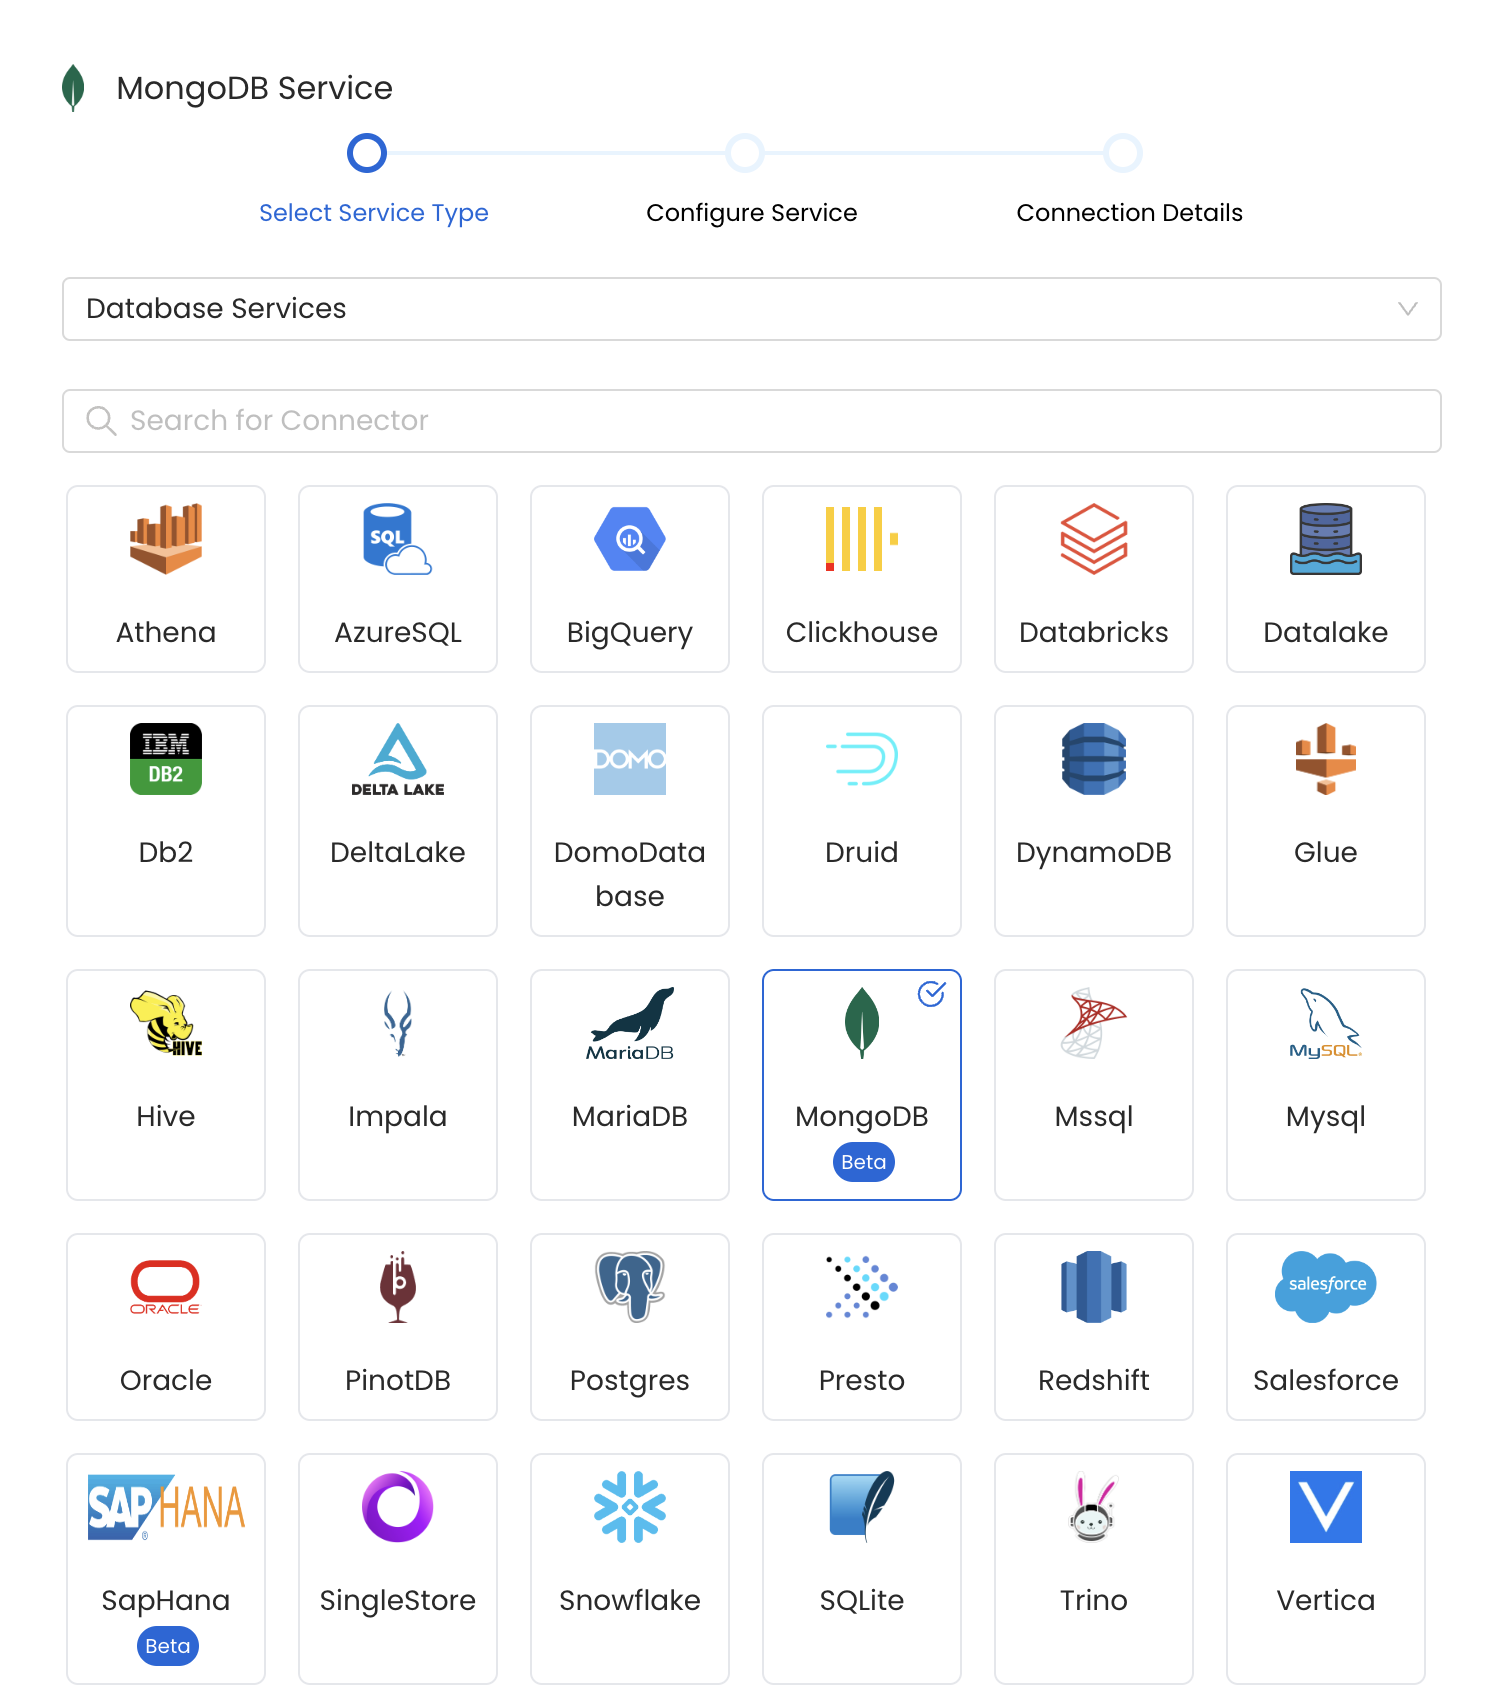 MongoDB Service
Select Service Type
Configure Service
Connection Details
Database Services
Search for Connector
SQL
Athena
AzureSQL
BigQuery
Clickhouse
Databricks
Datalake
IBM
DB2
DELTA LAKE
DOMO
Db2
DeltaLake
DomoData
base
Druid
DynamoDB
Glue
HIVE
MariaDB
MySQL
Hive
Impala
MariaDB
MongoDB
Beta
Mssql
Mysql
ORACLE
p
salesforce
Oracle
PinotDB
Postgres
Presto
Redshift
Salesforce
SAP HANA
®
V
SapHana
Beta
SingleStore
Snowflake
SQLite
Trino
Vertica